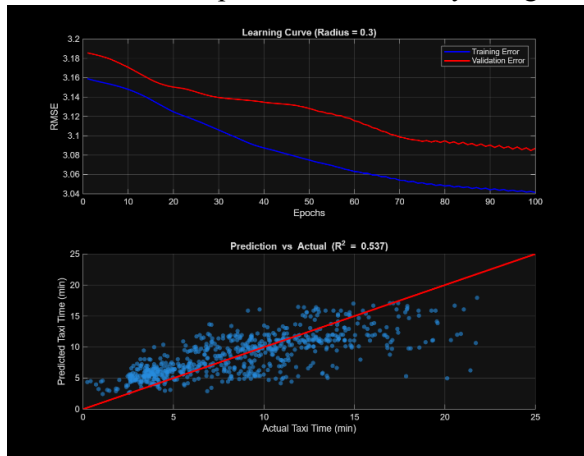 Learning Curve (Radius = 0.3)
3.2
3.18
3.16
3.14
3.12
3.1
3.08
3.06
3.04
RMSE
Training Error
Validation Error
0 10 20 30 40 50 60 70 80 90 100
Epochs
Prediction vs Actual (R² = 0.537)
25
20
15
10
5
0
Predicted Taxi Time (min)
0 5 10 15 20 25
Actual Taxi Time (min)